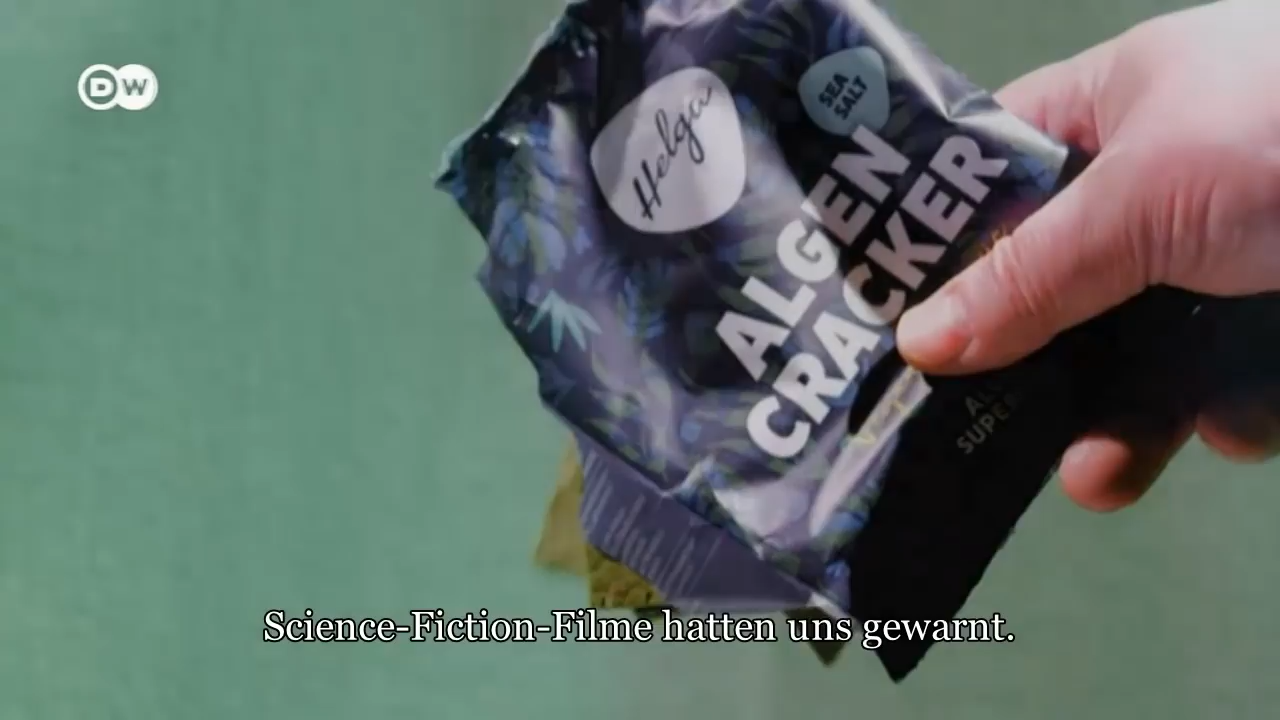 DW
Helga
SEA
SALT
ALGEN
CRACKER
Science-Fiction-Filme hatten uns gewarnt.